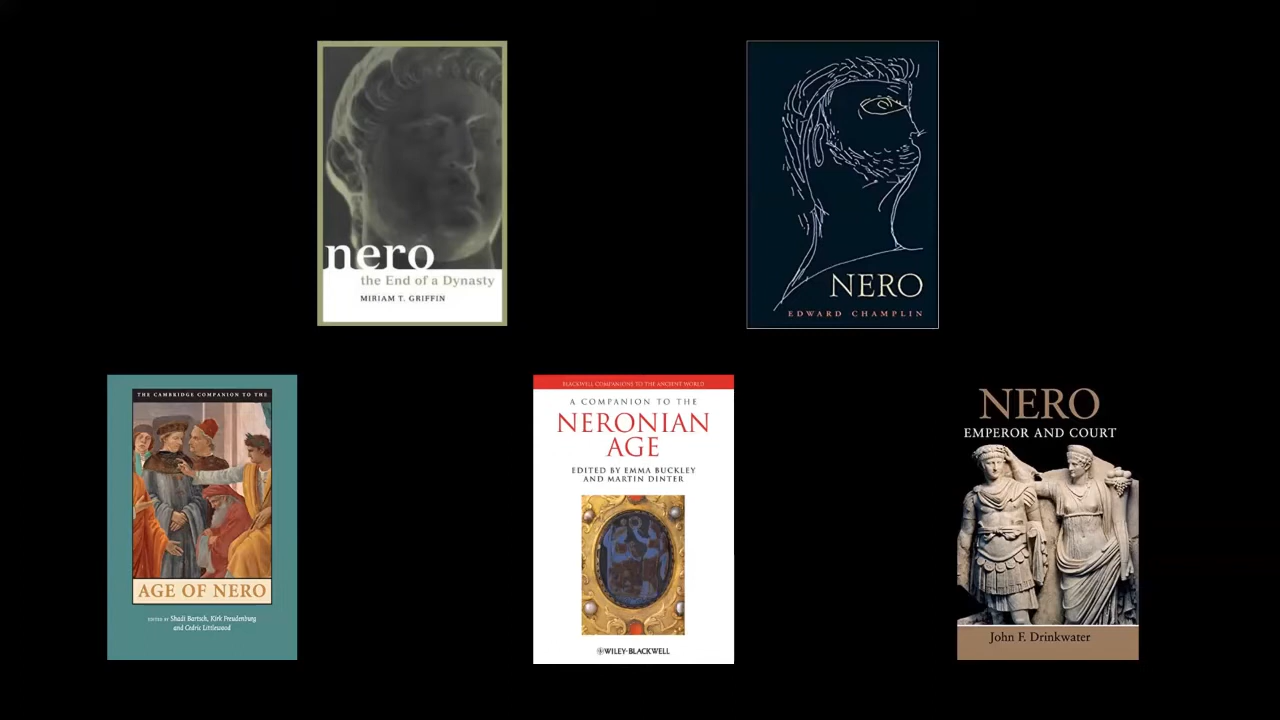 nero
the End of a Dynasty
MIRIAM T. GRIFFIN
NERO
EDWARD CHAMPLIN
THE CAMBRIDGE COMPANION TO THE
AGE OF NERO
EDITED BY Shadi Bartsch, Kirk Freudenburg
and Cedric Littlewood
BLACKWELL COMPANIONS TO THE ANCIENT WORLD
A COMPANION TO THE
NERONIAN
AGE
EDITED BY EMMA BUCKLEY
AND MARTIN DINTER
WILEY-BLACKWELL
NERO
EMPEROR AND COURT
John F. Drinkwater